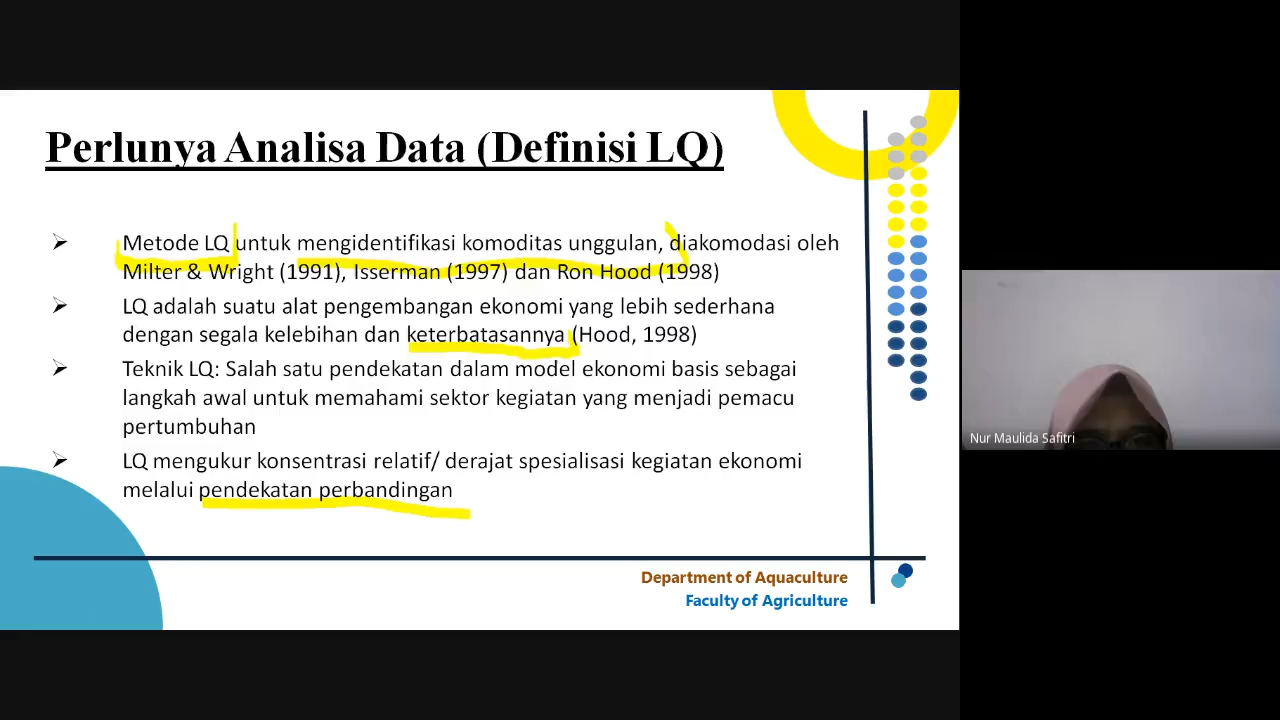 Perlunya Analisa Data (Definisi LQ)
Metode LQ untuk mengidentifikasi komoditas unggulan, diakomodasi oleh
Milter & Wright (1991), Isserman (1997) dan Ron Hood (1998)
LQ adalah suatu alat pengembangan ekonomi yang lebih sederhana
dengan segala kelebihan dan keterbatasannya (Hood, 1998)
Teknik LQ: Salah satu pendekatan dalam model ekonomi basis sebagai
langkah awal untuk memahami sektor kegiatan yang menjadi pemacu
pertumbuhan
LQ mengukur konsentrasi relatif/ derajat spesialisasi kegiatan ekonomi
melalui pendekatan perbandingan
Department of Aquaculture
Faculty of Agriculture
Nur Maulida Safitri